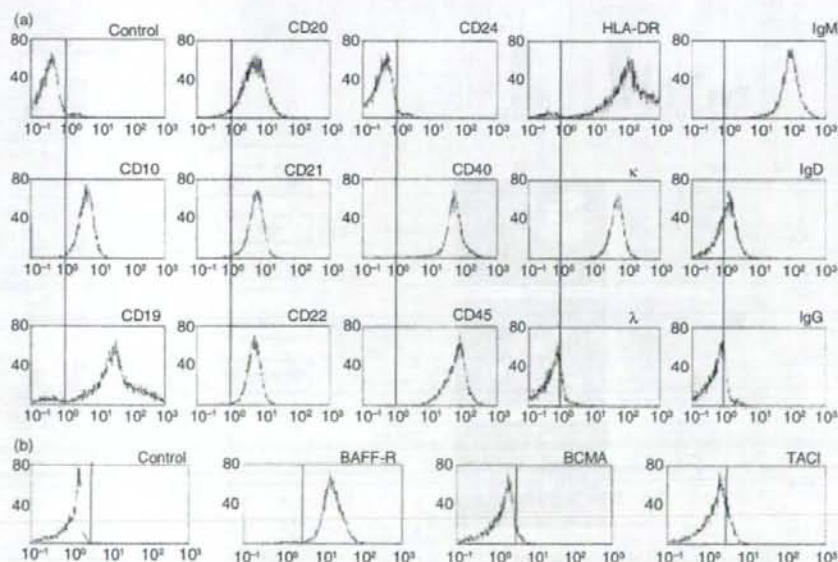 (a)
Control CD20 CD24 HLA-DR IgM
80 80 80 80 80
40 40 40 40 40
10⁻¹ 10⁰ 10¹ 10² 10³ 10⁻¹ 10⁰ 10¹ 10² 10³ 10⁻¹ 10⁰ 10¹ 10² 10³ 10⁻¹ 10⁰ 10¹ 10² 10³ 10⁻¹ 10⁰ 10¹ 10² 10³
CD10 CD21 CD40 κ IgD
80 80 80 80 80
40 40 40 40 40
10⁻¹ 10⁰ 10¹ 10² 10³ 10⁻¹ 10⁰ 10¹ 10² 10³ 10⁻¹ 10⁰ 10¹ 10² 10³ 10⁻¹ 10⁰ 10¹ 10² 10³ 10⁻¹ 10⁰ 10¹ 10² 10³
CD19 CD22 CD45 λ IgG
80 80 80 80 80
40 40 40 40 40
10⁻¹ 10⁰ 10¹ 10² 10³ 10⁻¹ 10⁰ 10¹ 10² 10³ 10⁻¹ 10⁰ 10¹ 10² 10³ 10⁻¹ 10⁰ 10¹ 10² 10³ 10⁻¹ 10⁰ 10¹ 10² 10³
(b)
Control BAFF-R BCMA TACI
80 80 80 80
40 40 40 40
10⁻¹ 10⁰ 10¹ 10² 10³ 10⁻¹ 10⁰ 10¹ 10² 10³ 10⁻¹ 10⁰ 10¹ 10² 10³ 10⁻¹ 10⁰ 10¹ 10² 10³